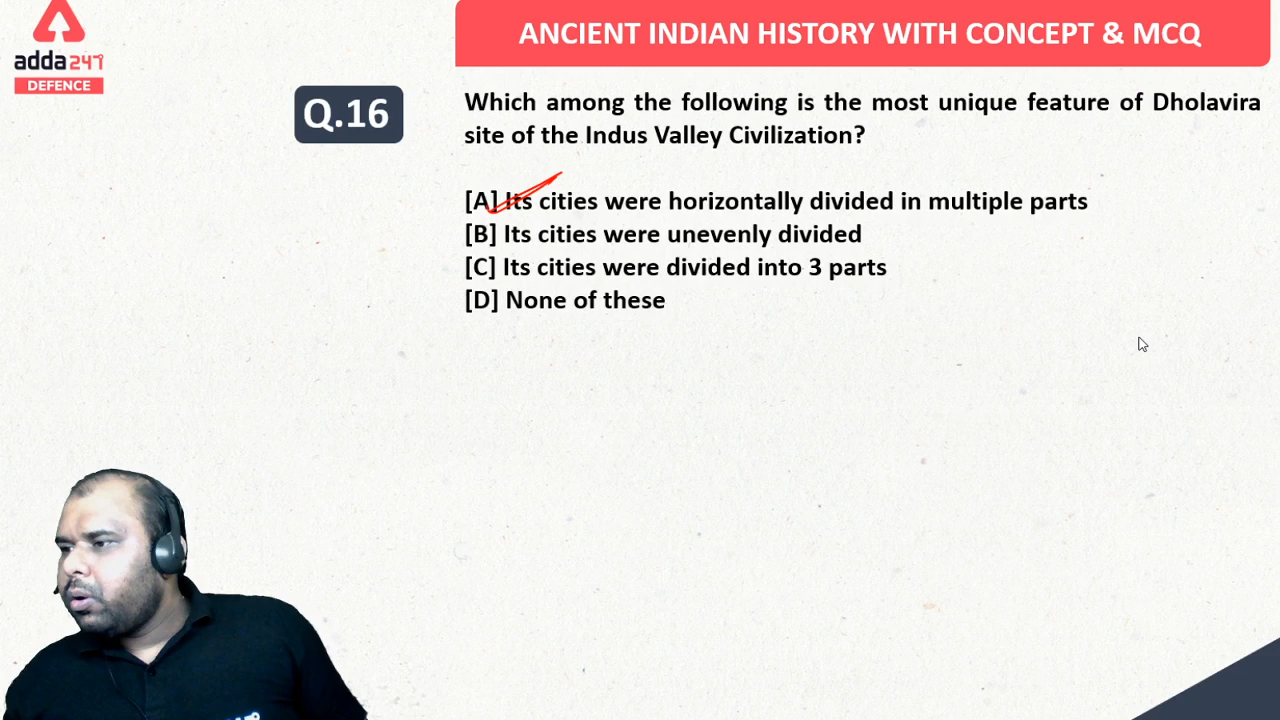 ANCIENT INDIAN HISTORY WITH CONCEPT & MCQ
adda247
DEFENCE
Q.16
Which among the following is the most unique feature of Dholavira
site of the Indus Valley Civilization?
[A] Its cities were horizontally divided in multiple parts
[B] Its cities were unevenly divided
[C] Its cities were divided into 3 parts
[D] None of these